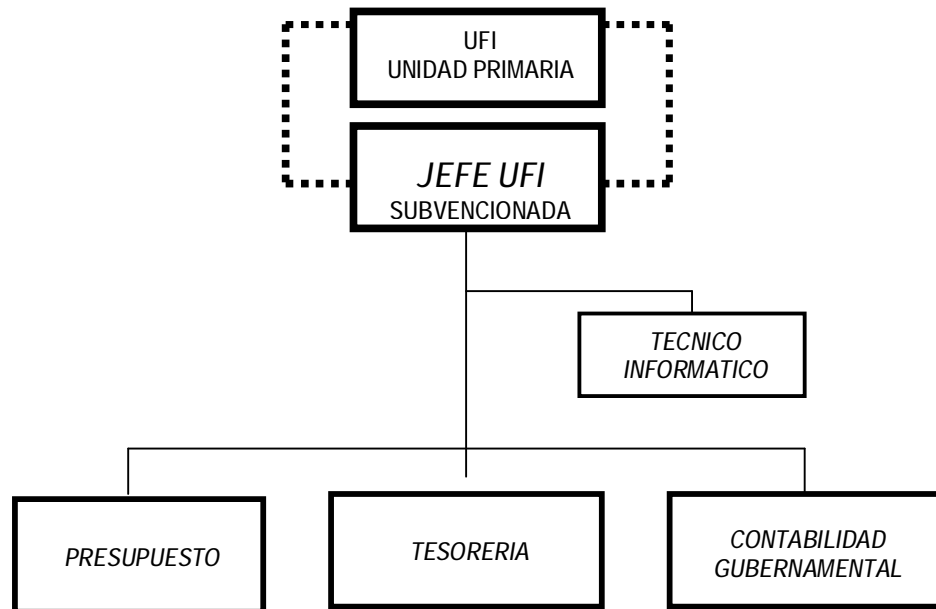 UFI
UNIDAD PRIMARIA
JEFE UFI
SUBVENCIONADA
TECNICO
INFORMATICO
PRESUPUESTO
TESORERIA
CONTABILIDAD
GUBERNAMENTAL